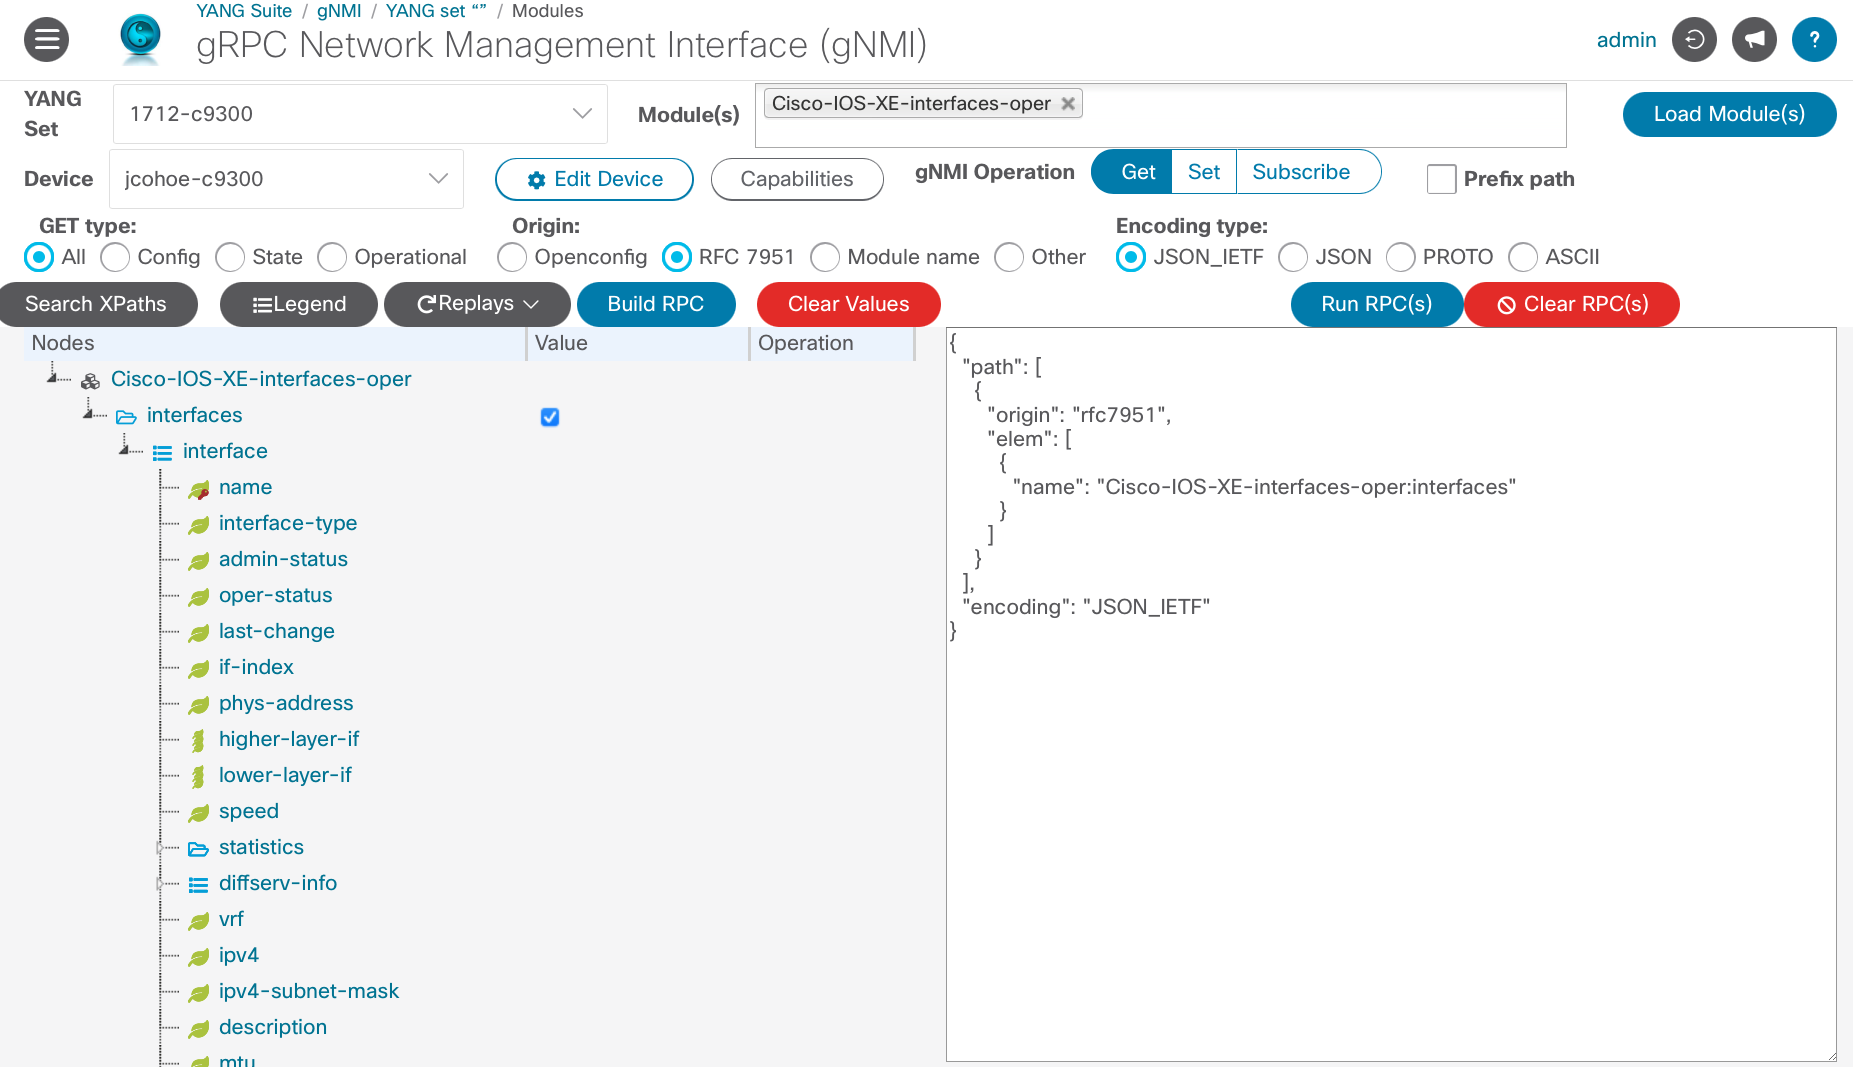 YANG Suite / gNMI / YANG set “” / Modules
gRPC Network Management Interface (gNMI)
admin
?
YANG Set
1712-c9300
Module(s)
Cisco-IOS-XE-interfaces-oper
Load Module(s)
Device
jcohoe-c9300
Edit Device
Capabilities
gNMI Operation
Get
Set
Subscribe
Prefix path
GET type:
All
Config
State
Operational
Origin:
Openconfig
RFC 7951
Module name
Other
Encoding type:
JSON_IETF
JSON
PROTO
ASCII
Search XPaths
Legend
Replays
Build RPC
Clear Values
Run RPC(s)
Clear RPC(s)
Nodes
Value
Operation
Cisco-IOS-XE-interfaces-oper
interfaces
interface
name
interface-type
admin-status
oper-status
last-change
if-index
phys-address
higher-layer-if
lower-layer-if
speed
statistics
diffserv-info
vrf
ipv4
ipv4-subnet-mask
description
mtu
{
"path": [
{
"origin": "rfc7951",
"elem": [
{
"name": "Cisco-IOS-XE-interfaces-oper:interfaces"
}
]
}
],
"encoding": "JSON_IETF"
}